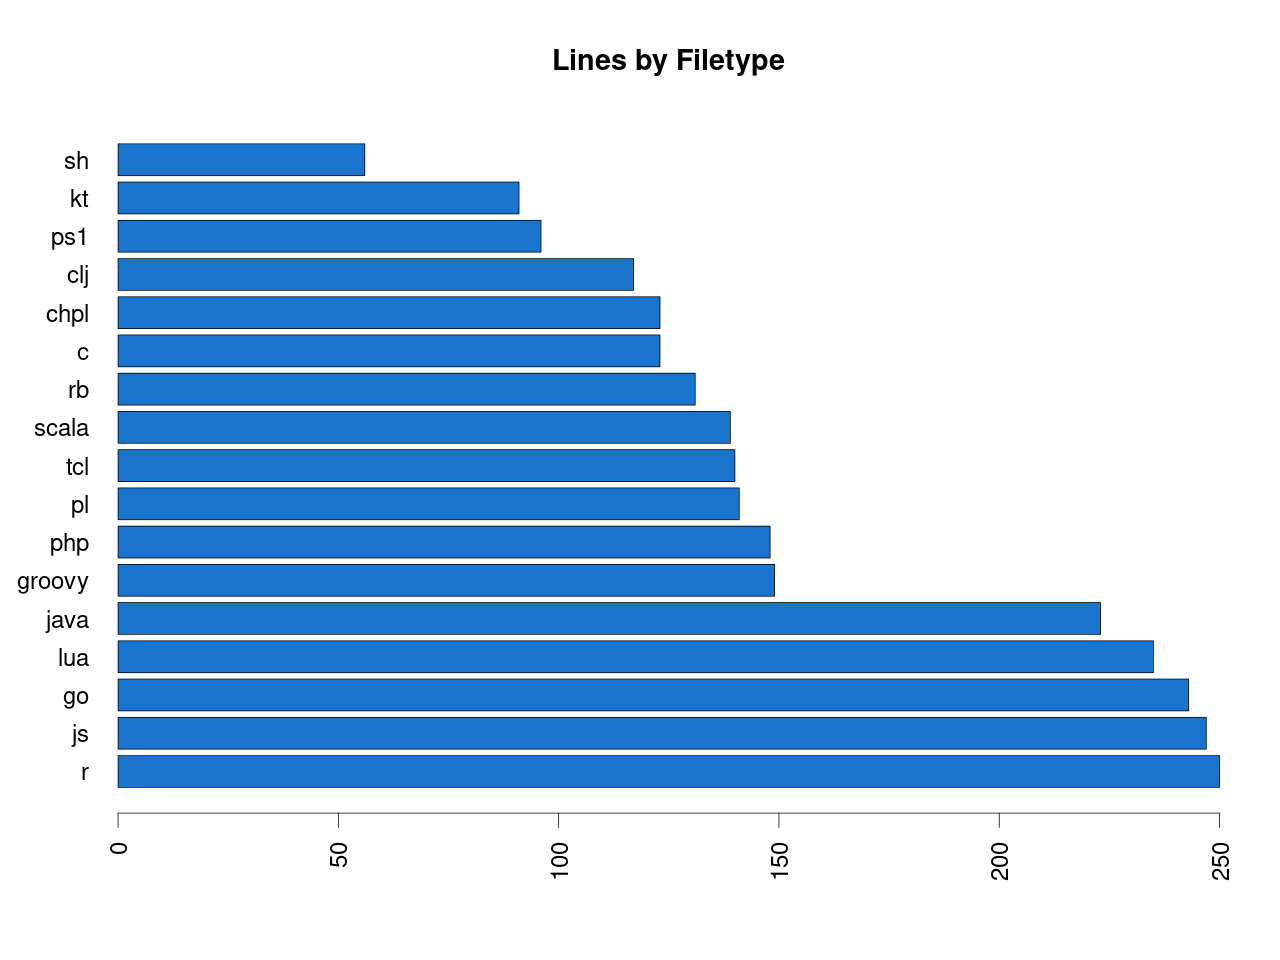 Lines by Filetype
sh
kt
ps1
clj
chpl
c
rb
scala
tcl
pl
php
groovy
java
lua
go
js
r
0 50 100 150 200 250